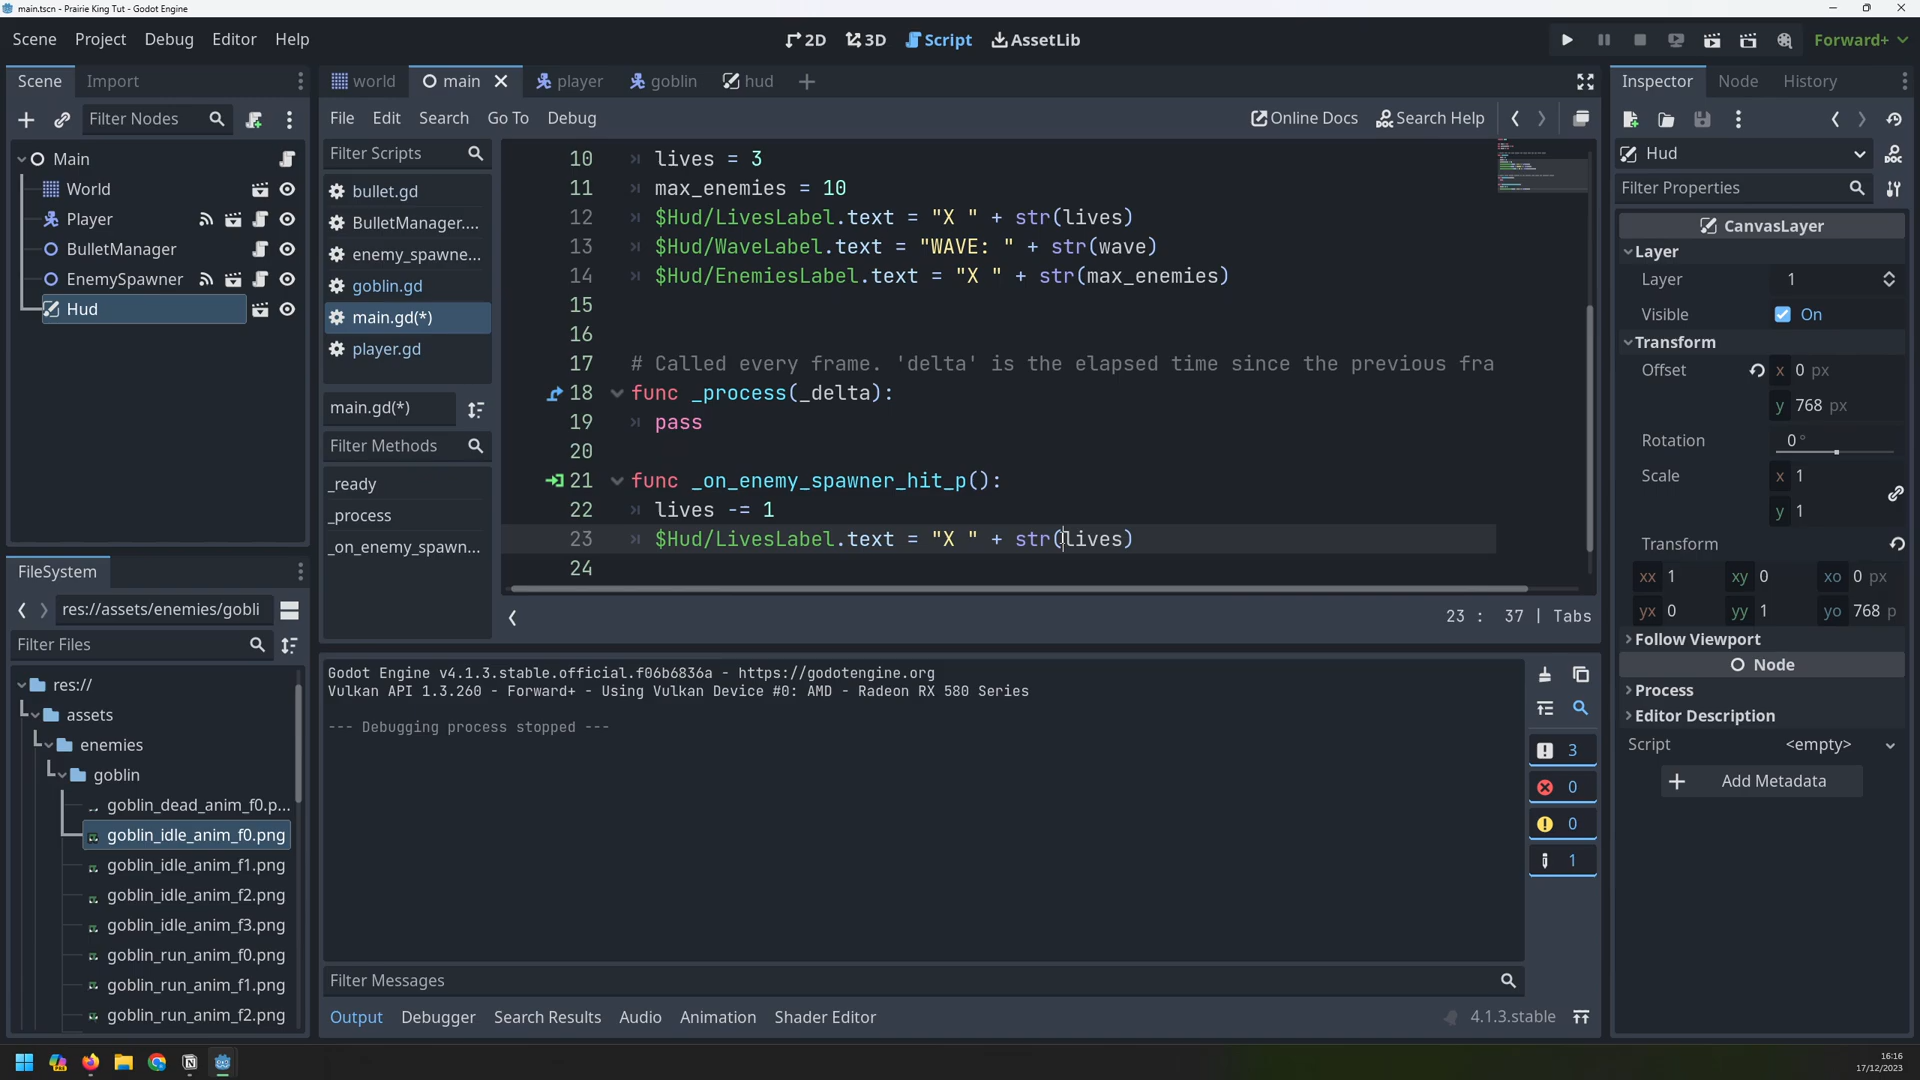 main.tscn - Prairie King Tut - Godot Engine
Scene Project Debug Editor Help
2D 3D Script AssetLib
Forward+
Scene Import
Filter Nodes
Main
World
Player
BulletManager
EnemySpawner
Hud
FileSystem
res://assets/enemies/gobli
Filter Files
res://
assets
enemies
goblin
goblin_dead_anim_f0.p...
goblin_idle_anim_f0.png
goblin_idle_anim_f1.png
goblin_idle_anim_f2.png
goblin_idle_anim_f3.png
goblin_run_anim_f0.png
goblin_run_anim_f1.png
goblin_run_anim_f2.png
world main player goblin hud
File Edit Search Go To Debug
Online Docs Search Help
Filter Scripts
bullet.gd
BulletManager....
enemy_spawne...
goblin.gd
main.gd(*)
player.gd
main.gd(*)
Filter Methods
_ready
_process
_on_enemy_spawn...
10 lives = 3
11 max_enemies = 10
12 $Hud/LivesLabel.text = "X " + str(lives)
13 $Hud/WaveLabel.text = "WAVE: " + str(wave)
14 $Hud/EnemiesLabel.text = "X " + str(max_enemies)
15
16
17 # Called every frame. 'delta' is the elapsed time since the previous fra
18 func _process(_delta):
19 pass
20
21 func _on_enemy_spawner_hit_p():
22 lives -= 1
23 $Hud/LivesLabel.text = "X " + str(lives)
24
23 : 37 | Tabs
Godot Engine v4.1.3.stable.official.f06b6836a - https://godotengine.org
Vulkan API 1.3.260 - Forward+ - Using Vulkan Device #0: AMD - Radeon RX 580 Series
--- Debugging process stopped ---
3
0
0
1
Filter Messages
Output Debugger Search Results Audio Animation Shader Editor
4.1.3.stable
Inspector Node History
Hud
Filter Properties
CanvasLayer
Layer
Layer 1
Visible On
Transform
Offset x 0 px
y 768 px
Rotation 0 °
Scale x 1
y 1
Transform
xx 1 xy 0 xo 0 px
yx 0 yy 1 yo 768 p
Follow Viewport
Node
Process
Editor Description
Script <empty>
Add Metadata
16:16
17/12/2023